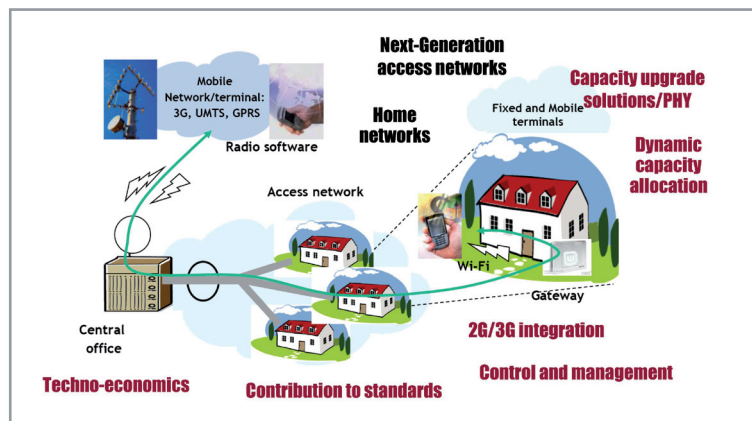 Next-Generation
access networks
Mobile
Network/terminal:
3G, UMTS, GPRS
Radio software
Home
networks
Fixed and Mobile
terminals
Capacity upgrade
solutions/PHY
Dynamic
capacity
allocation
Access network
Wi-Fi
Gateway
Central
office
2G/3G integration
Techno-economics
Contribution to standards
Control and management